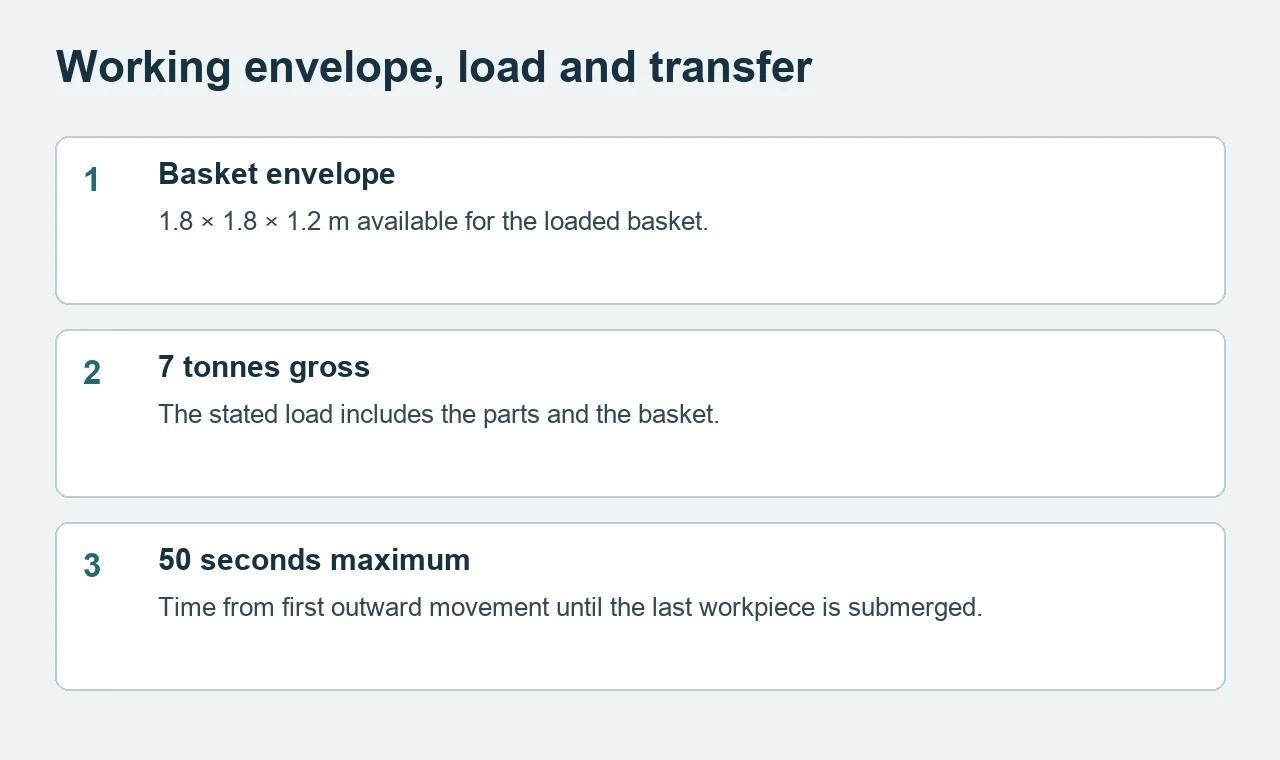 Working envelope, load and transfer
1
Basket envelope
1.8 × 1.8 × 1.2 m available for the loaded basket.
2
7 tonnes gross
The stated load includes the parts and the basket.
3
50 seconds maximum
Time from first outward movement until the last workpiece is submerged.